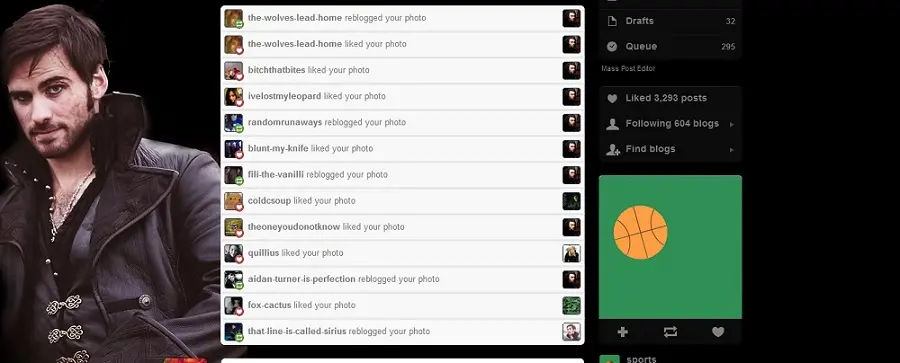 the-wolves-lead-home reblogged your photo
the-wolves-lead-home liked your photo
bitchthatbites liked your photo
ivelostmyleopard liked your photo
randomrunaways reblogged your photo
blunt-my-knife liked your photo
fili-the-vanilli reblogged your photo
coldcsoup liked your photo
theoneyoudonotknow liked your photo
quillius liked your photo
aidan-turner-is-perfection reblogged your photo
fox-cactus liked your photo
that-line-is-called-sirius reblogged your photo
Drafts 32
Queue 295
Mass Post Editor
Liked 3,293 posts
Following 604 blogs
Find blogs
sports